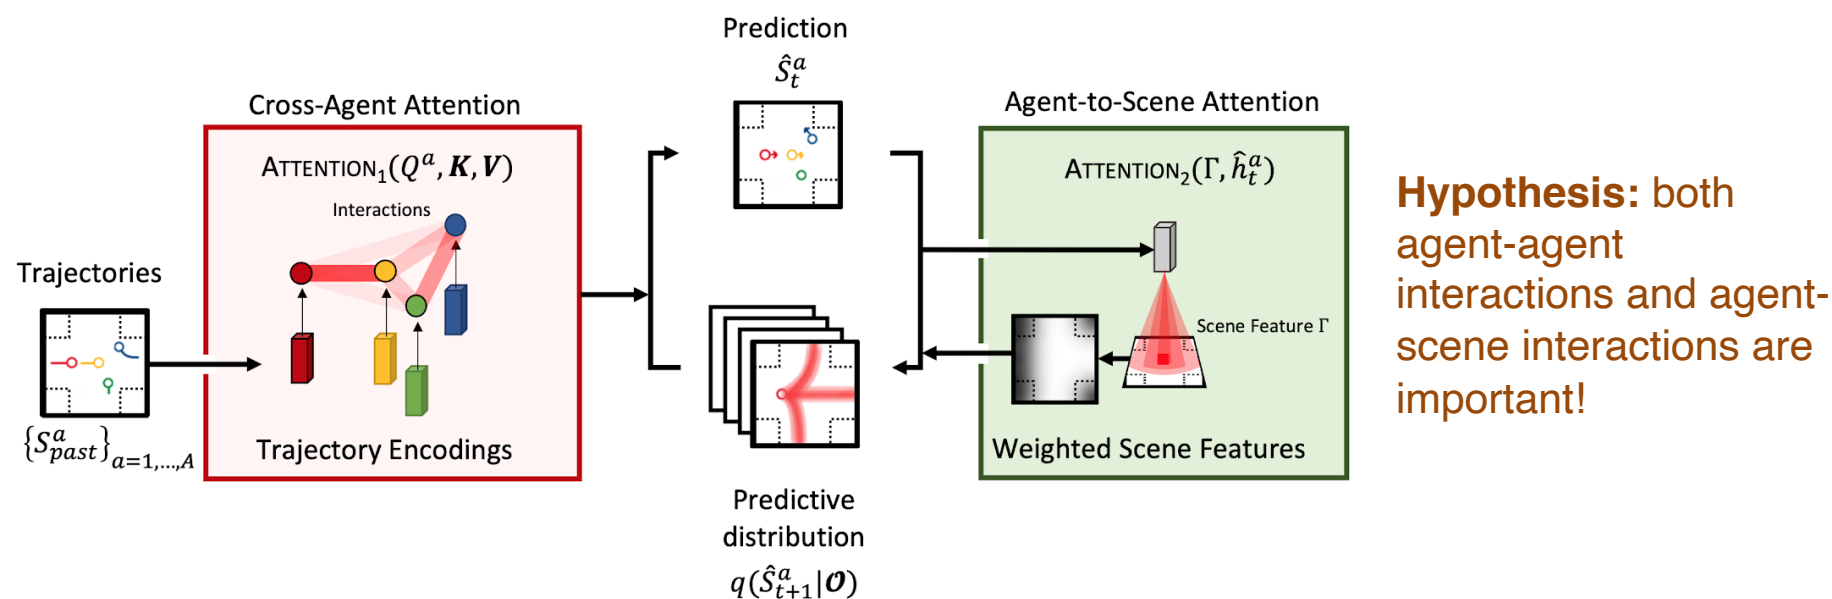 Trajectories
{S^a_past}_a=1,…,A
Cross-Agent Attention
ATTENTION₁(Q^a, K, V)
Interactions
Trajectory Encodings
Prediction
Ŝ^a_t
Predictive
distribution
q(Ŝ^a_t+1|𝓞)
Agent-to-Scene Attention
ATTENTION₂(Γ, ĥ^a_t)
Scene Feature Γ
Weighted Scene Features
Hypothesis: both
agent-agent
interactions and agent-
scene interactions are
important!